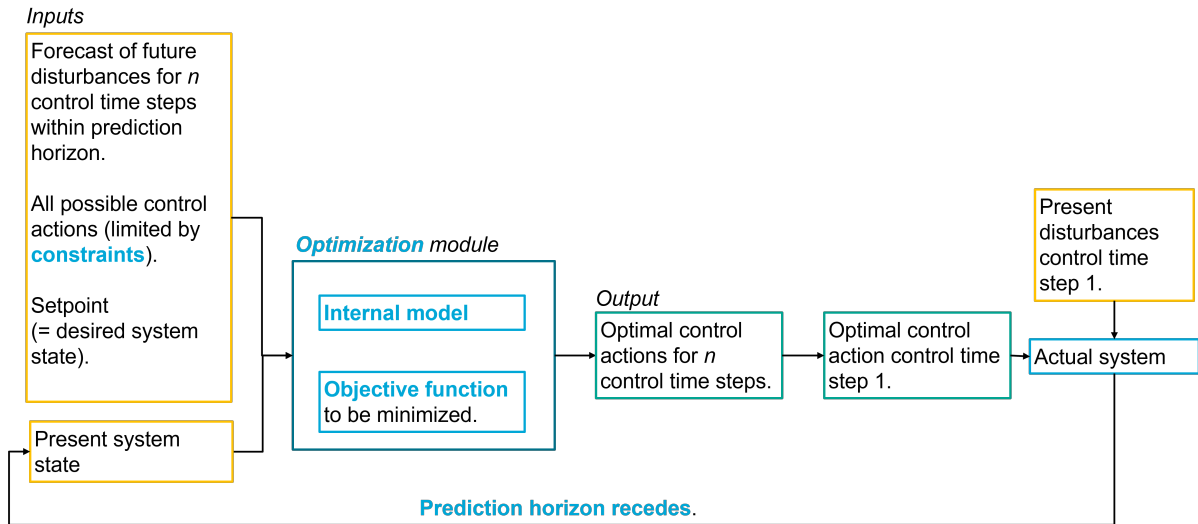 Inputs
Forecast of future
disturbances for n
control time steps
within prediction
horizon.
All possible control
actions (limited by
constraints).
Setpoint
(= desired system
state).
Present system
state
Optimization module
Internal model
Objective function
to be minimized.
Output
Optimal control
actions for n
control time steps.
Optimal control
action control time
step 1.
Present
disturbances
control time
step 1.
Actual system
Prediction horizon recedes.